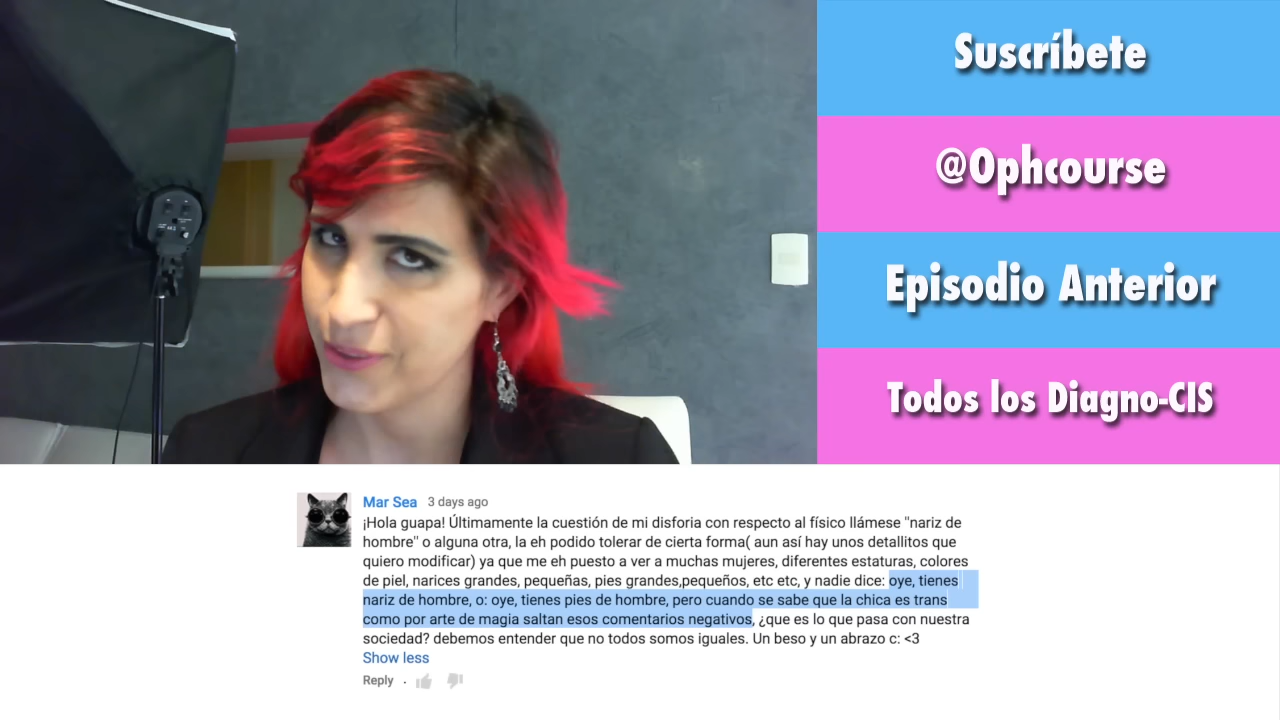 Suscríbete
@Ophcourse
Episodio Anterior
Todos los Diagno-CIS
Mar Sea 3 days ago
¡Hola guapa! Últimamente la cuestión de mi disforia con respecto al físico llámese "nariz de
hombre" o alguna otra, la eh podido tolerar de cierta forma( aun así hay unos detallitos que
quiero modificar) ya que me eh puesto a ver a muchas mujeres, diferentes estaturas, colores
de piel, narices grandes, pequeñas, pies grandes,pequeños, etc etc, y nadie dice: oye, tienes
nariz de hombre, o: oye, tienes pies de hombre, pero cuando se sabe que la chica es trans
como por arte de magia saltan esos comentarios negativos, ¿que es lo que pasa con nuestra
sociedad? debemos entender que no todos somos iguales. Un beso y un abrazo c: <3
Show less
Reply ·